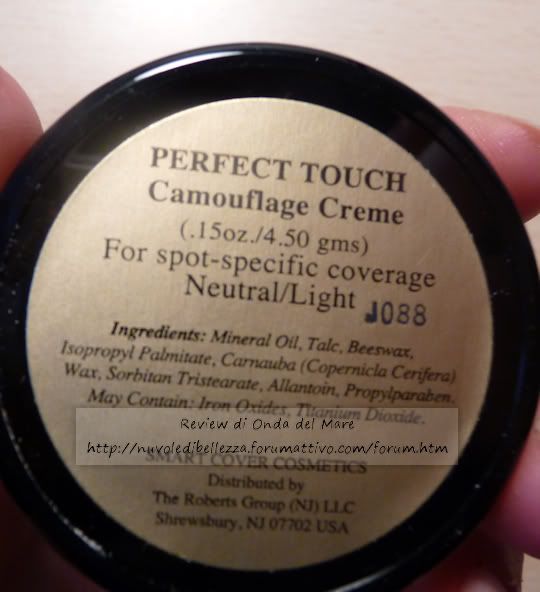 PERFECT TOUCH
Camouflage Creme
(.15oz./4.50 gms)
For spot-specific coverage
Neutral/Light J088
Ingredients: Mineral Oil, Talc, Beeswax,
Isopropyl Palmitate, Carnauba (Copernicla Cerifera)
Wax, Sorbitan Tristearate, Allantoin, Propylparaben.
May Contain: Iron Oxides, Titanium Dioxide.
Review di Onda del Mare
http://nuvoledibellezza.forumattivo.com/forum.htm
SMART COVER COSMETICS
Distributed by
The Roberts Group (NJ) LLC
Shrewsbury, NJ 07702 USA